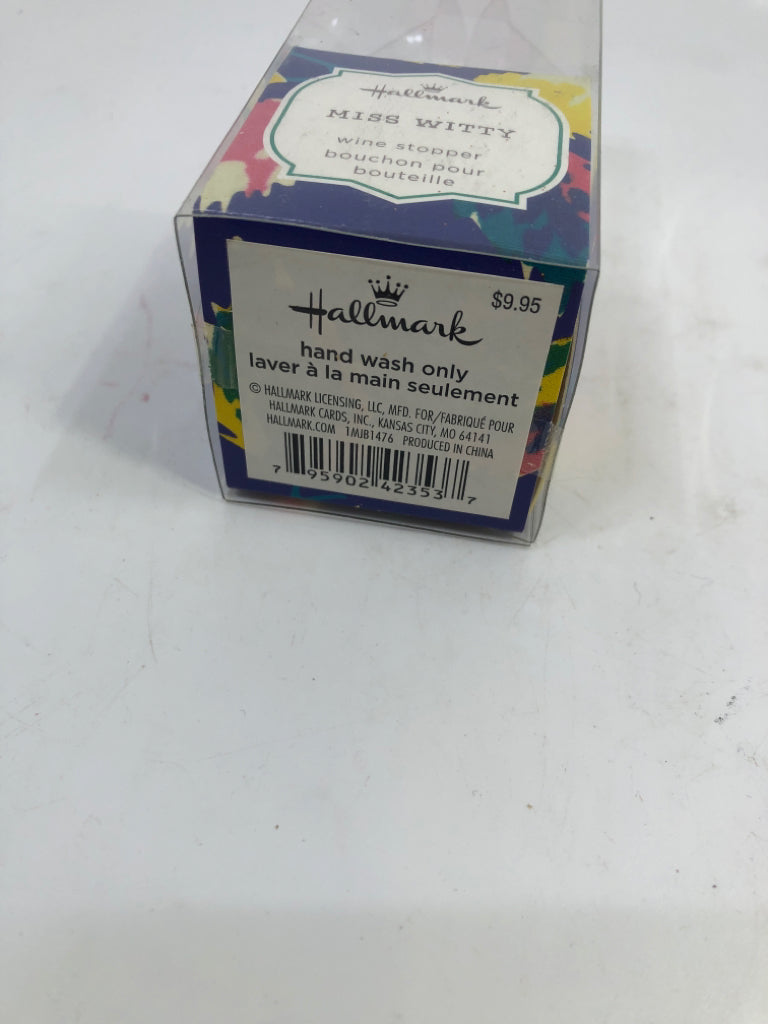 Hallmark
MISS WITTY
wine stopper
bouchon pour
bouteille
Hallmark
$9.95
hand wash only
laver à la main seulement
© HALLMARK LICENSING, LLC, MFD. FOR/FABRIQUÉ POUR
HALLMARK CARDS, INC., KANSAS CITY, MO 64141
HALLMARK.COM 1MJB1476 PRODUCED IN CHINA
7 95902 42353 7